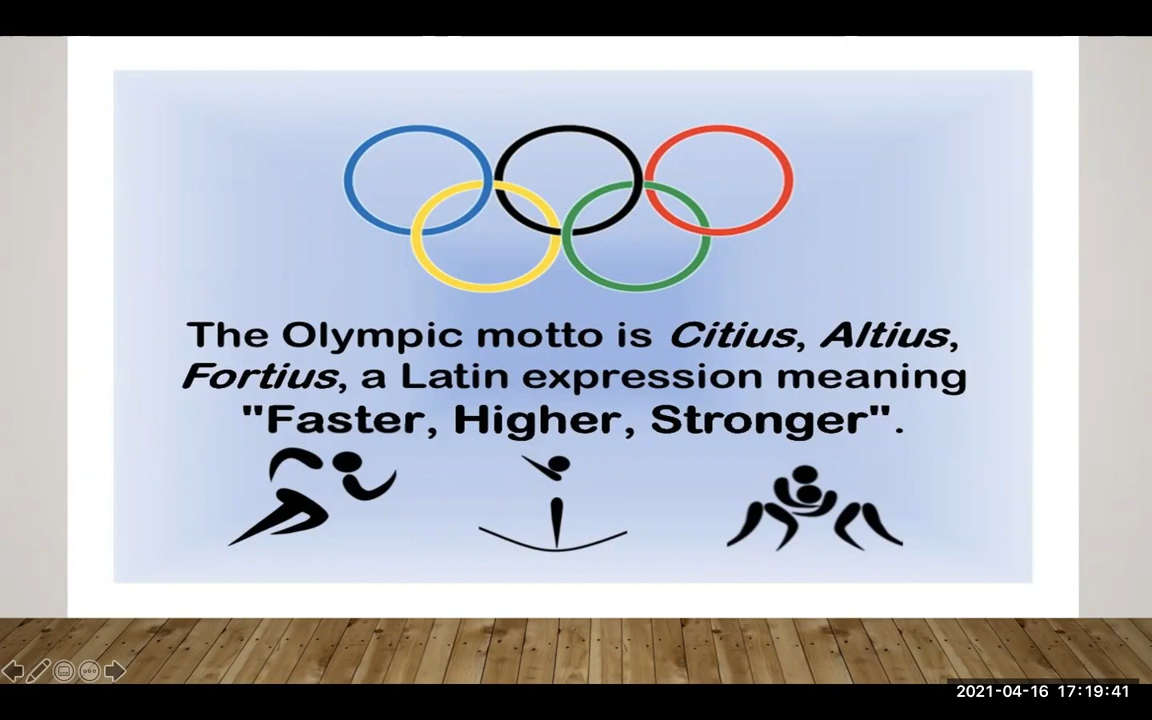 The Olympic motto is Citius, Altius,
Fortius, a Latin expression meaning
"Faster, Higher, Stronger".
2021-04-16 17:19:41